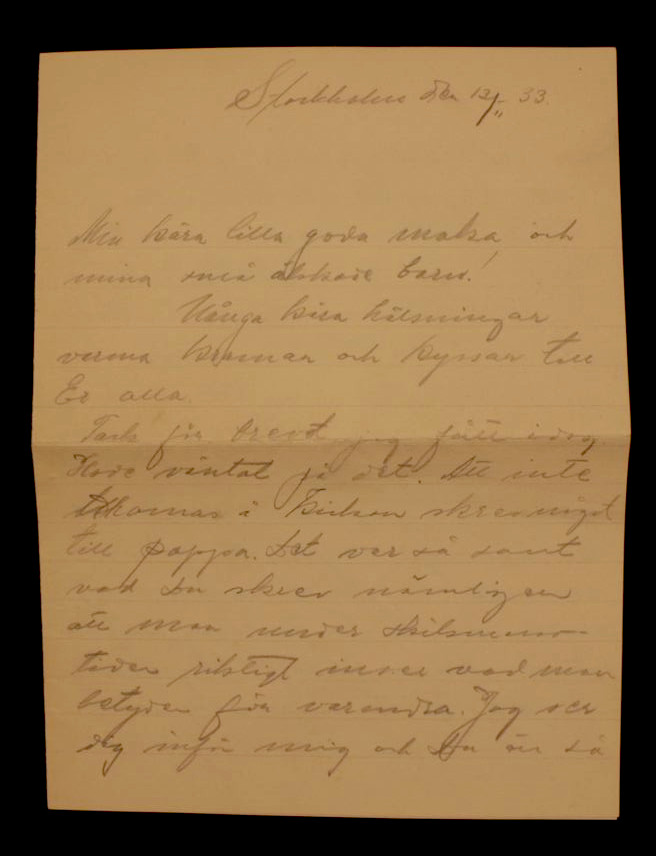 Stockholm den 12/11 33.
Min kära lilla goda maka och
mina små älskade barn!
Många kära hälsningar
varma kramar och kyssar till
Er alla.
Tack för brevet jag fått idag.
Hade väntat på det. Att inte
Thomas å skrev något
till pappa. Det var så sant
vad Du skrev nämligen
att man under skilsmässo-
tiden riktigt inser vad man
betyder för varandra. Jag ser
dig inför mig och Du är så